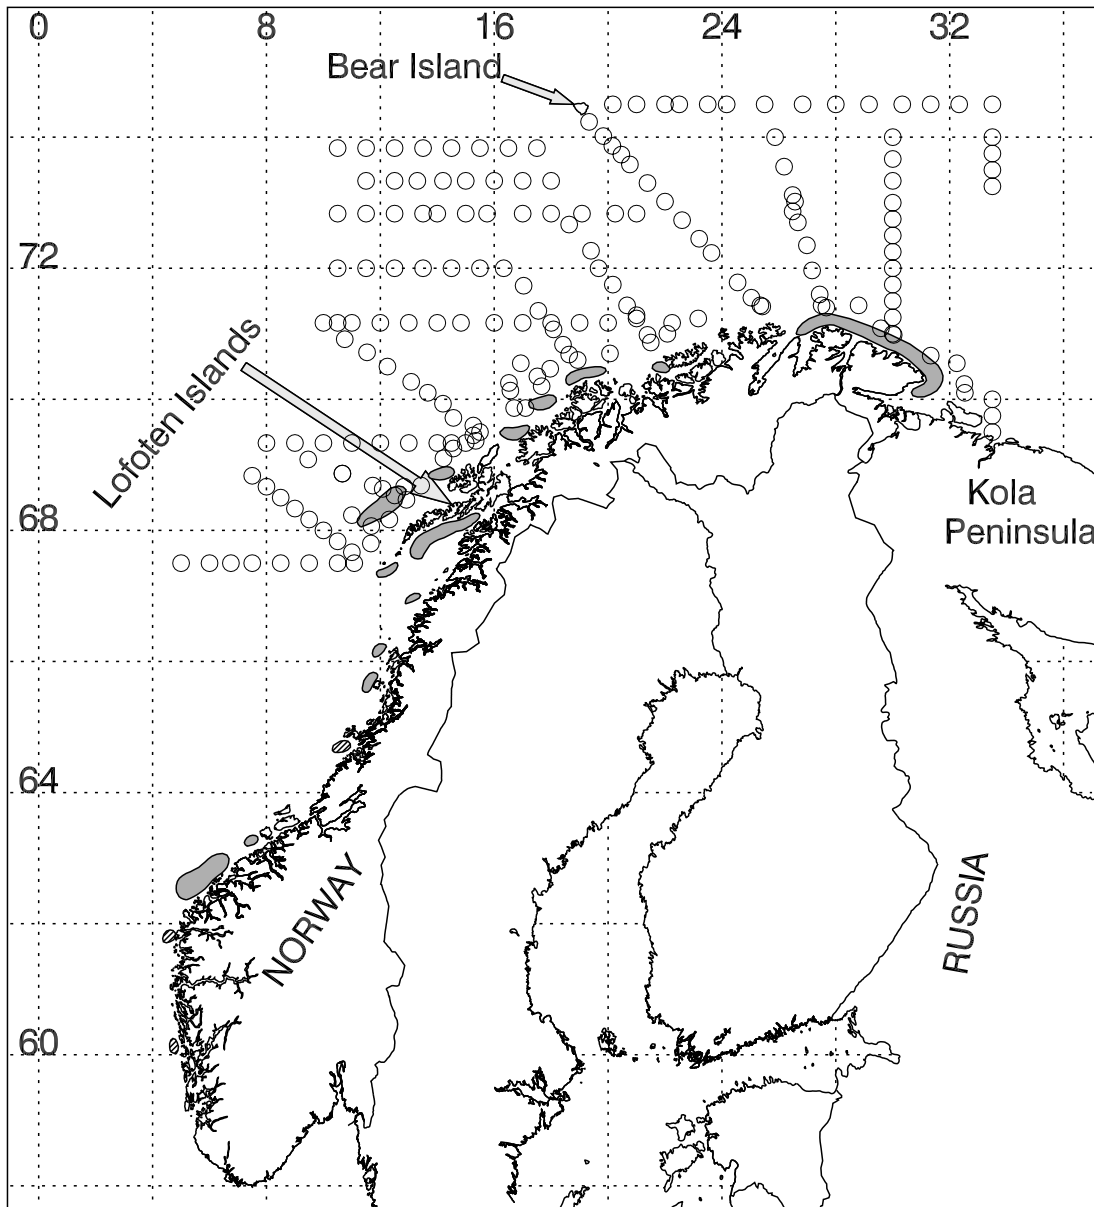 0 8 16 24 32
Bear Island
72
Lofoten Islands
Kola
Peninsula
68
64
NORWAY
RUSSIA
60